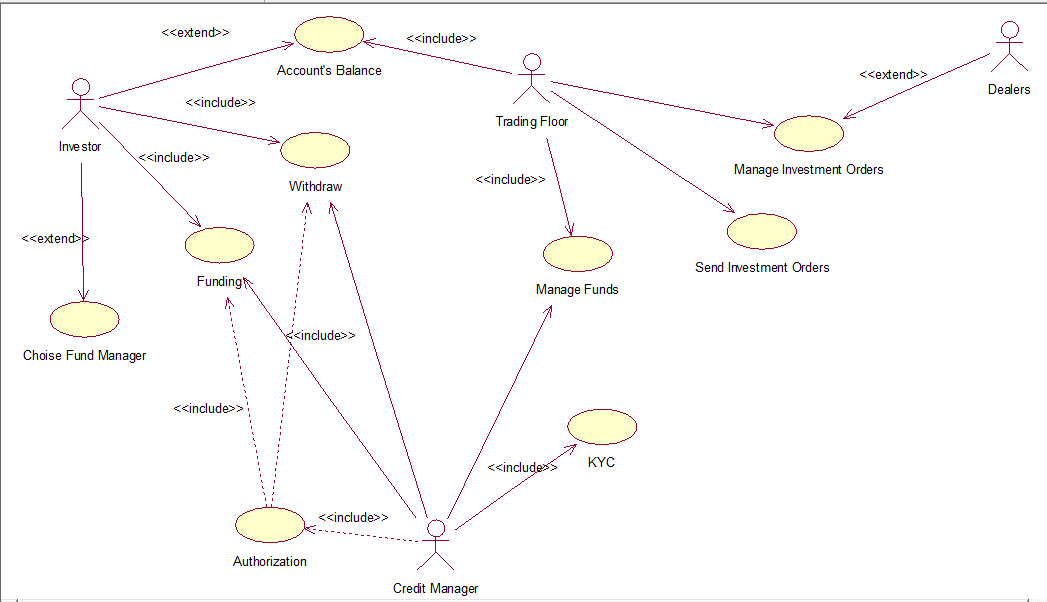 <<extend>>
<<include>>
Account's Balance
<<extend>>
Dealers
<<include>>
Trading Floor
Investor
<<include>>
Manage Investment Orders
<<include>>
Withdraw
<<extend>>
Send Investment Orders
Funding
Manage Funds
<<include>>
Choise Fund Manager
<<include>>
KYC
<<include>>
<<include>>
Authorization
Credit Manager